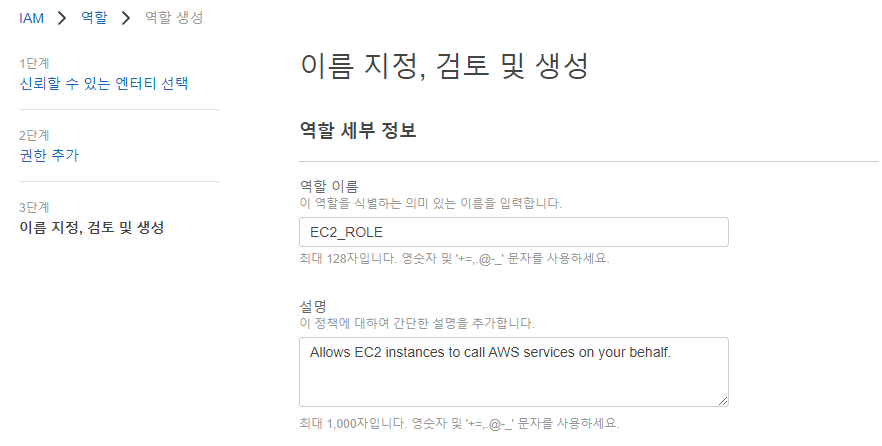 IAM > 역할 > 역할 생성
1단계
신뢰할 수 있는 엔터티 선택
2단계
권한 추가
3단계
이름 지정, 검토 및 생성
이름 지정, 검토 및 생성
역할 세부 정보
역할 이름
이 역할을 식별하는 의미 있는 이름을 입력합니다.
EC2_ROLE
최대 128자입니다. 영숫자 및 '+=,.@-_' 문자를 사용하세요.
설명
이 정책에 대하여 간단한 설명을 추가합니다.
Allows EC2 instances to call AWS services on your behalf.
최대 1,000자입니다. 영숫자 및 '+=,.@-_' 문자를 사용하세요.